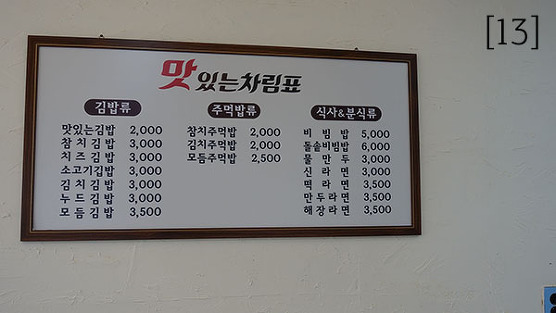 [13]
맛있는차림표
김밥류
맛있는김밥 2,000
참치김밥 3,000
치즈김밥 3,000
소고기김밥 3,000
김치김밥 3,000
누드김밥 3,000
모듬김밥 3,500
주먹밥류
참치주먹밥 2,000
김치주먹밥 2,000
모듬주먹밥 2,500
식사&분식류
비빔밥 5,000
돌솥비빔밥 6,000
물만두 3,000
신라면 3,000
떡라면 3,500
만두라면 3,500
해장라면 3,500